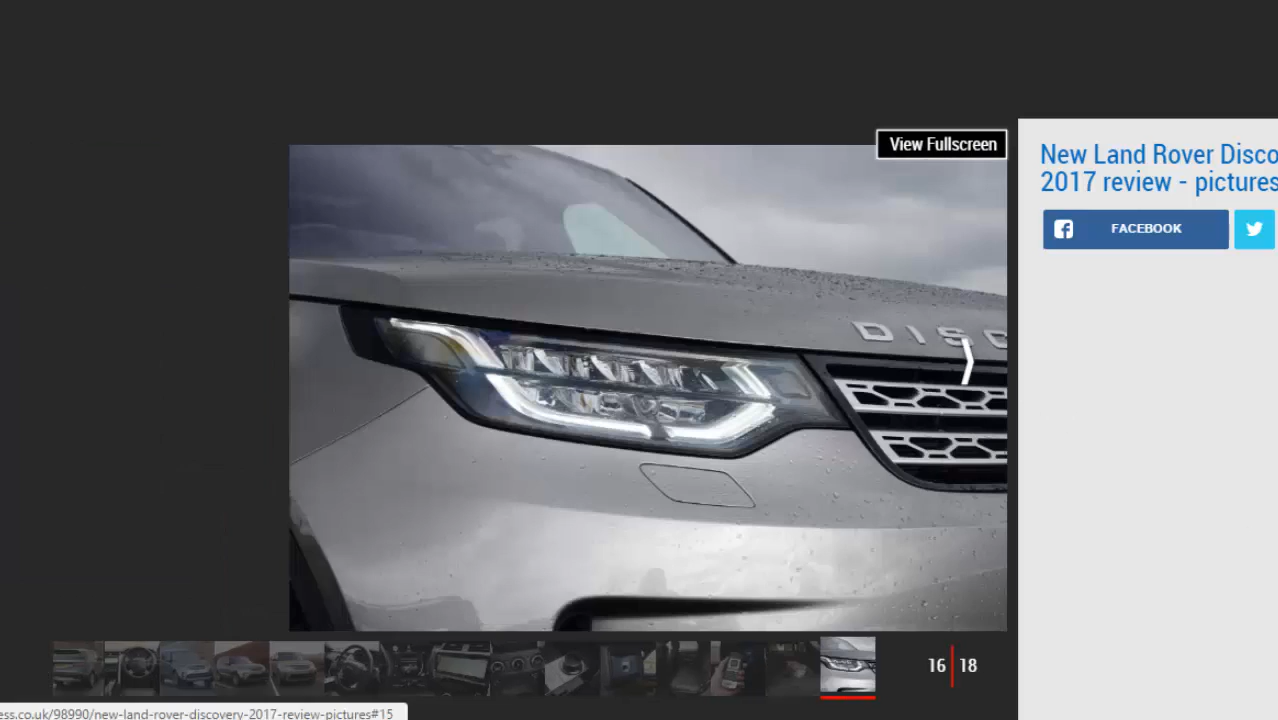 View Fullscreen
New Land Rover Disco
2017 review - pictures
FACEBOOK
DISC
16 18
ess.co.uk/98990/new-land-rover-discovery-2017-review-pictures#15